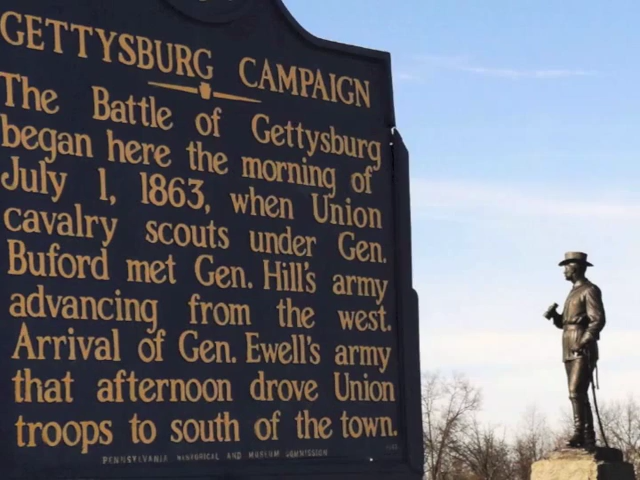 GETTYSBURG CAMPAIGN
The Battle of Gettysburg
began here the morning of
July 1, 1863, when Union
cavalry scouts under Gen.
Buford met Gen. Hill's army
advancing from the west.
Arrival of Gen. Ewell's army
that afternoon drove Union
troops to south of the town.
PENNSYLVANIA HISTORICAL AND MUSEUM COMMISSION